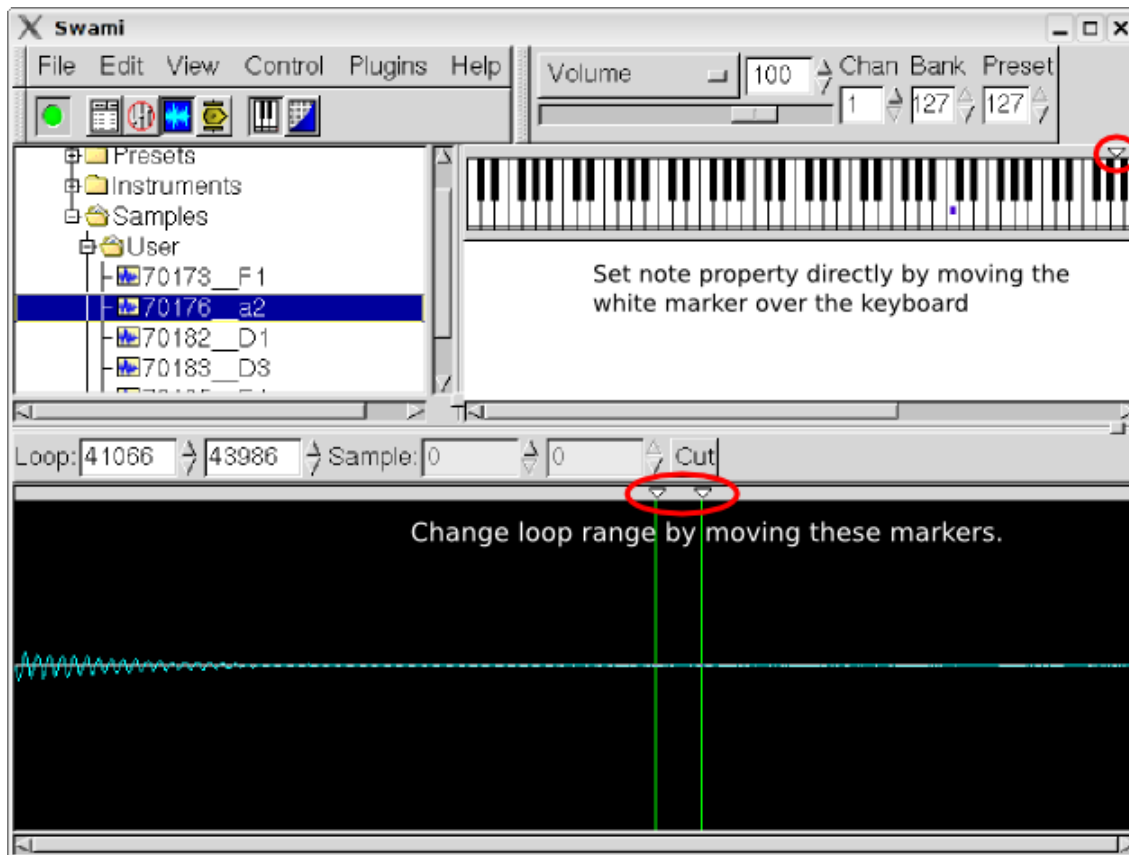 Swami
File Edit View Control Plugins Help
Volume 100 Chan Bank Preset
1 127 127
Presets
Instruments
Samples
User
70173__F1
70176__a2
70182__D1
70183__D3
Set note property directly by moving the
white marker over the keyboard
Loop: 41066 43986 Sample: 0 0 Cut
Change loop range by moving these markers.